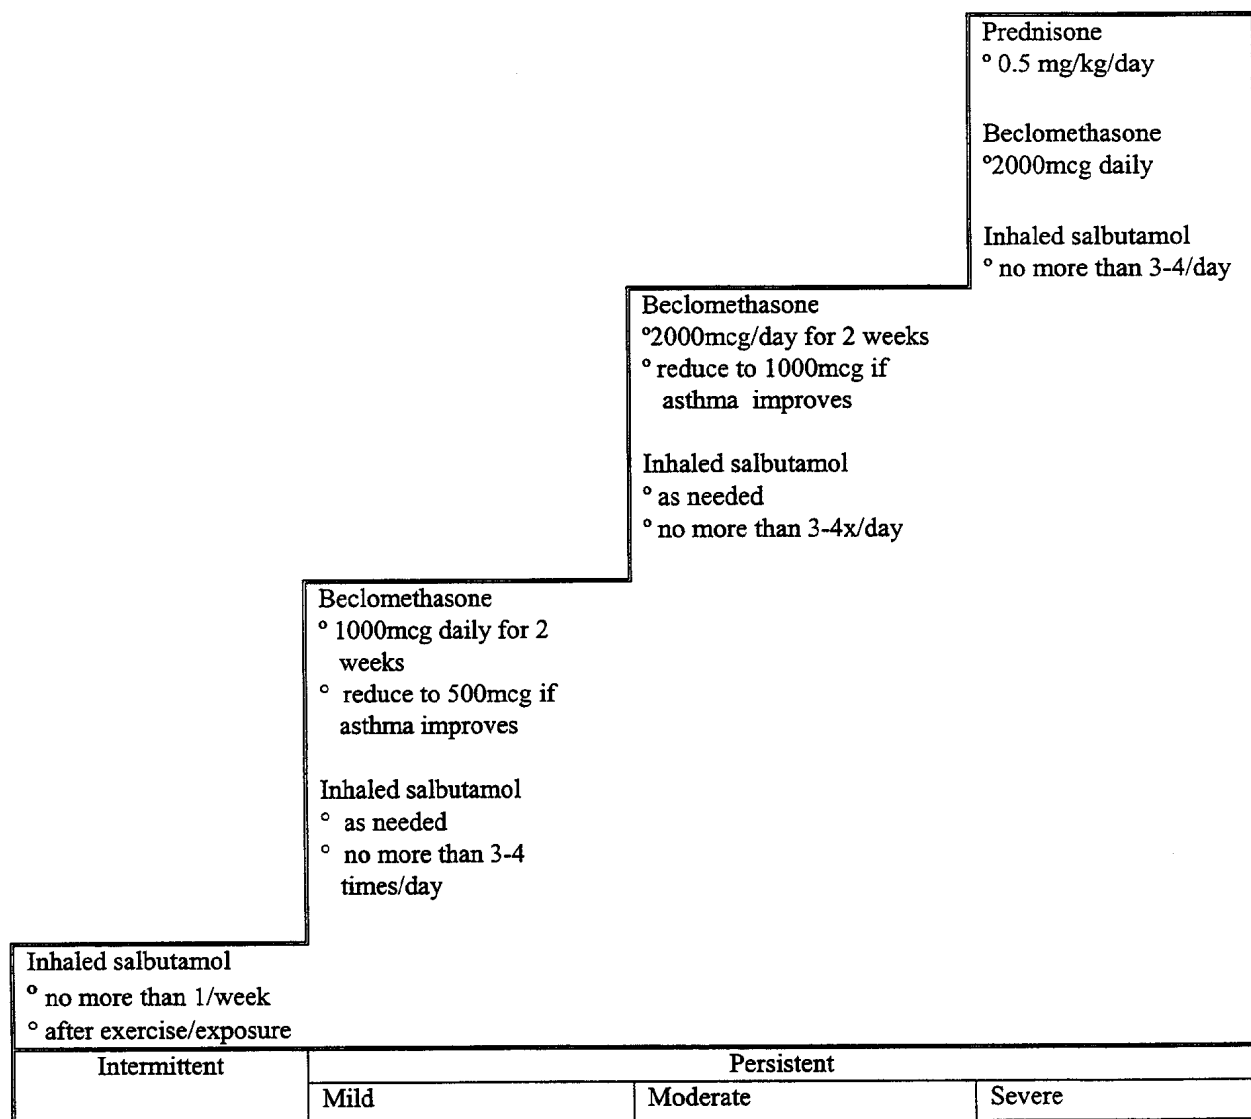 Prednisone
° 0.5 mg/kg/day
Beclomethasone
°2000mcg daily
Inhaled salbutamol
° no more than 3-4/day
Beclomethasone
°2000mcg/day for 2 weeks
° reduce to 1000mcg if
asthma improves
Inhaled salbutamol
° as needed
° no more than 3-4x/day
Beclomethasone
° 1000mcg daily for 2
weeks
° reduce to 500mcg if
asthma improves
Inhaled salbutamol
° as needed
° no more than 3-4
times/day
Inhaled salbutamol
° no more than 1/week
° after exercise/exposure
Intermittent
Persistent
Mild
Moderate
Severe